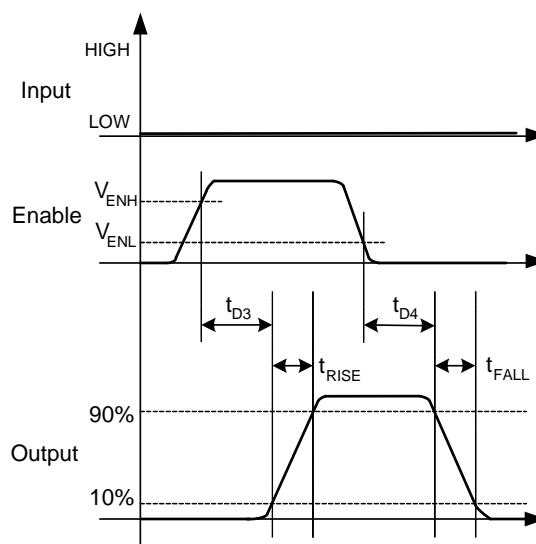 HIGH
Input
LOW
VENH
Enable
VENL
tD3
tD4
tRISE
tFALL
90%
Output
10%